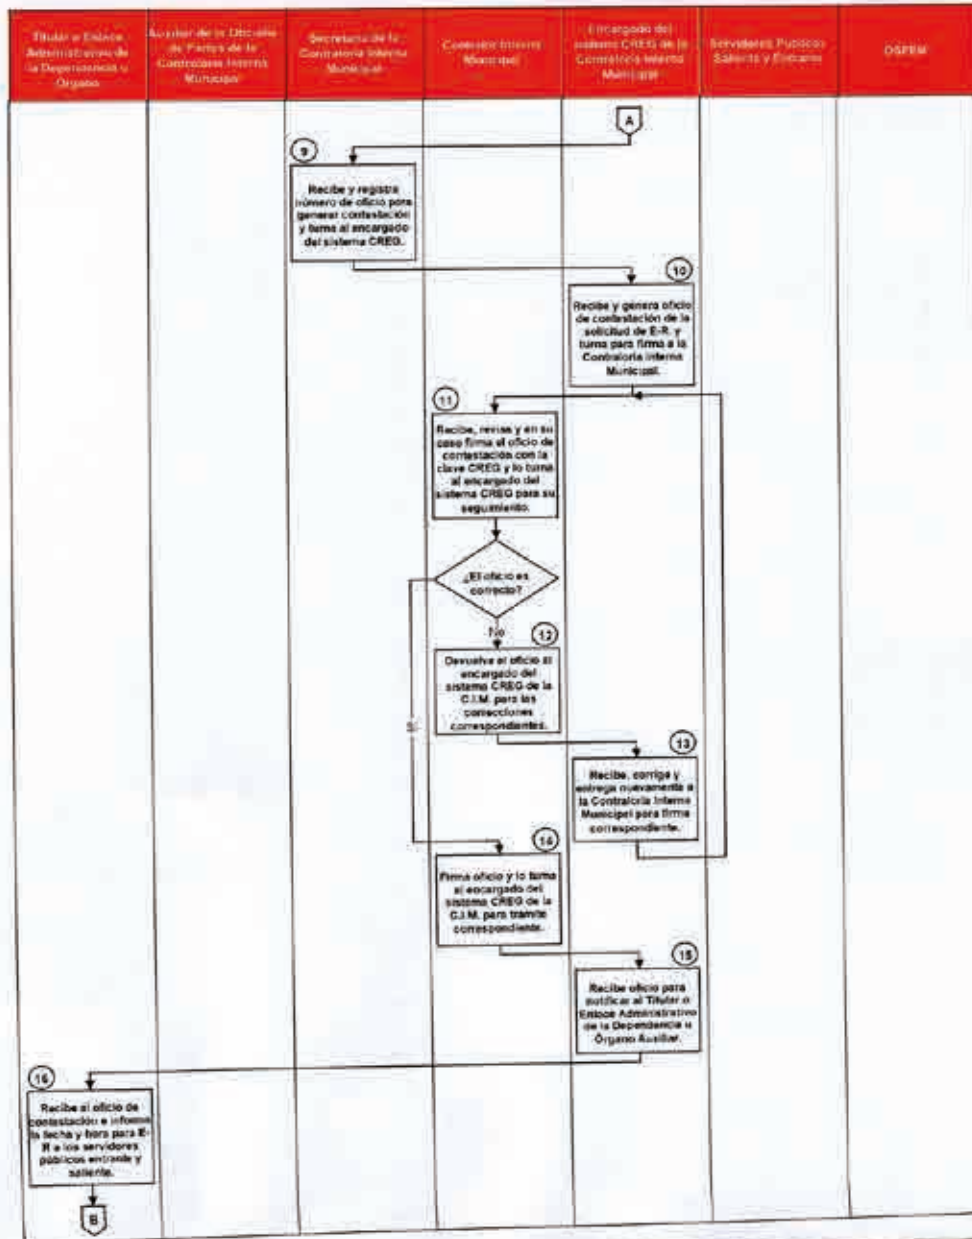 Titular o Enlace
Administrativo de
la Dependencia u
Órgano
Auxiliar de la Oficialía
de Partes de la
Contraloría Interna
Municipal
Secretaria de la
Contraloría Interna
Municipal
Contralor Interno
Municipal
Encargado del
sistema CREG de la
Contraloría Interna
Municipal
Servidores Públicos
Saliente y Entrante
OSFEM
A
9
Recibe y registra
número de oficio para
generar contestación
y turna al encargado
del sistema CREG.
10
Recibe y genera oficio
de contestación de la
solicitud de E-R. y
turna para firma a la
Contraloría Interna
Municipal.
11
Recibe, revisa y en su
caso firma el oficio de
contestación con la
clave CREG y lo turna
al encargado del
sistema CREG para su
seguimiento.
¿El oficio es
correcto?
No
12
Devuelve el oficio al
encargado del
sistema CREG de la
C.I.M. para las
correcciones
correspondientes.
13
Recibe, corrige y
entrega nuevamente a
la Contraloría Interna
Municipal para firma
correspondiente.
14
Firma oficio y lo turna
al encargado del
sistema CREG de la
C.I.M. para trámite
correspondiente.
15
Recibe oficio para
notificar al Titular o
Enlace Administrativo
de la Dependencia u
Órgano Auxiliar.
16
Recibe el oficio de
contestación e informa
la fecha y hora para E-
R a los servidores
públicos entrante y
saliente.
B